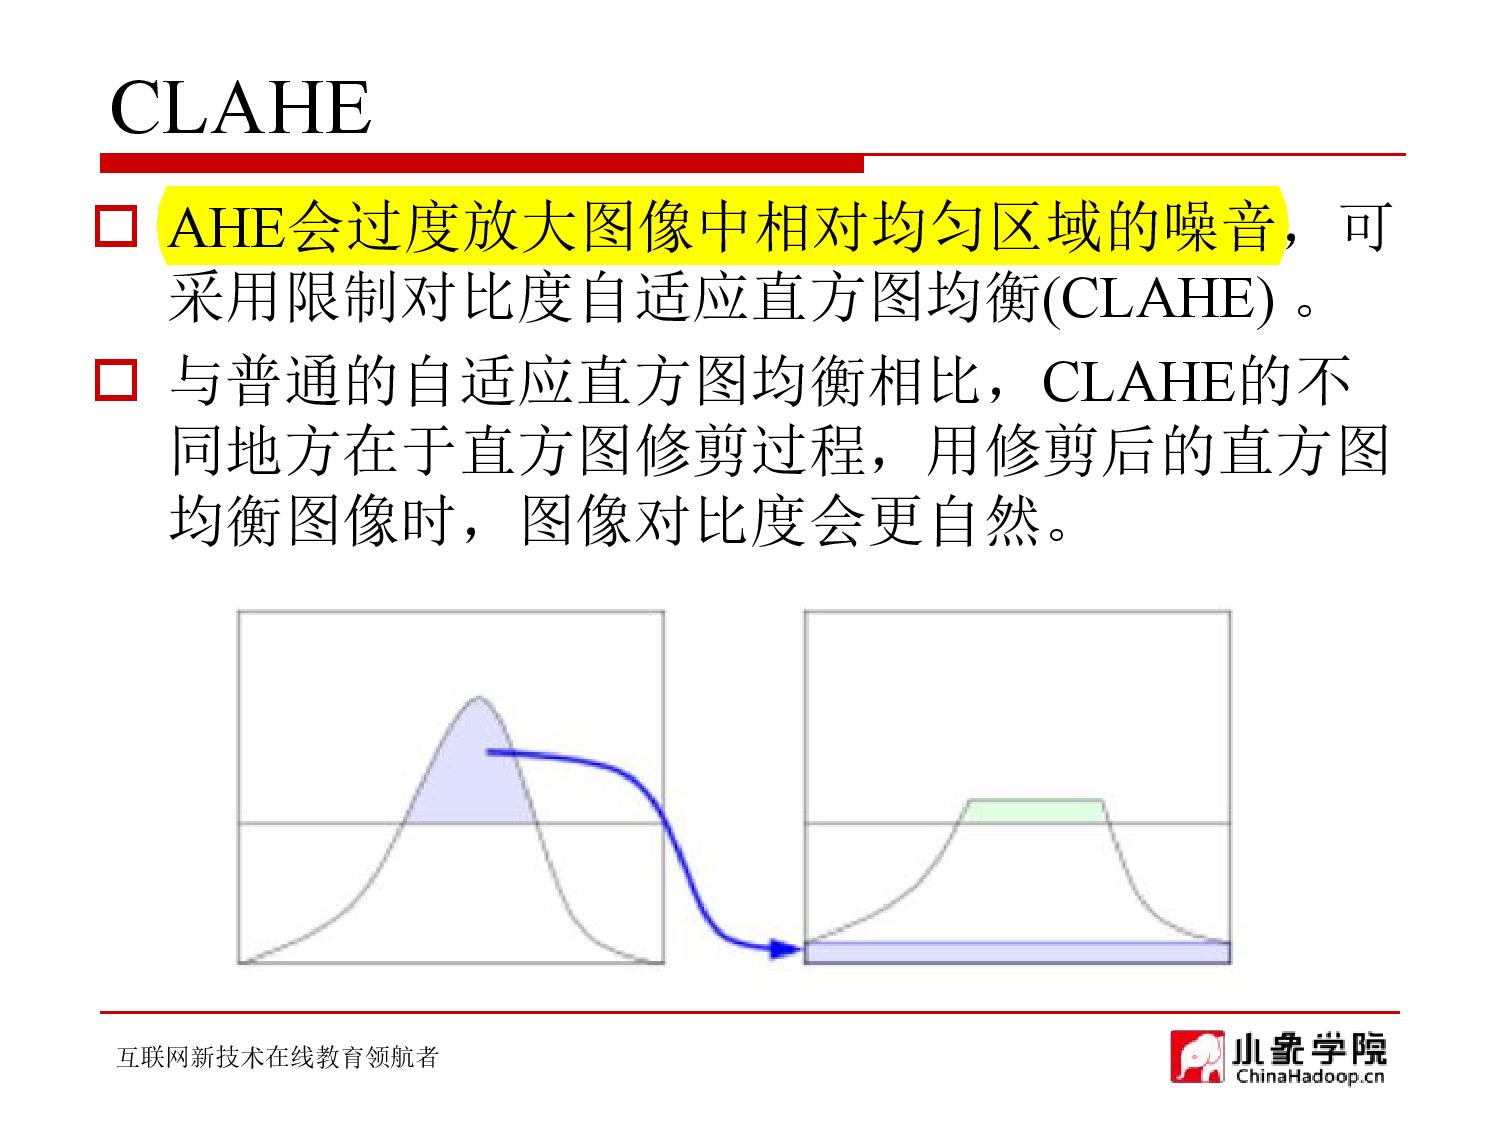 CLAHE
AHE会过度放大图像中相对均匀区域的噪音，可
采用限制对比度自适应直方图均衡(CLAHE) 。
与普通的自适应直方图均衡相比，CLAHE的不
同地方在于直方图修剪过程，用修剪后的直方图
均衡图像时，图像对比度会更自然。
互联网新技术在线教育领航者
小象学院
ChinaHadoop.cn